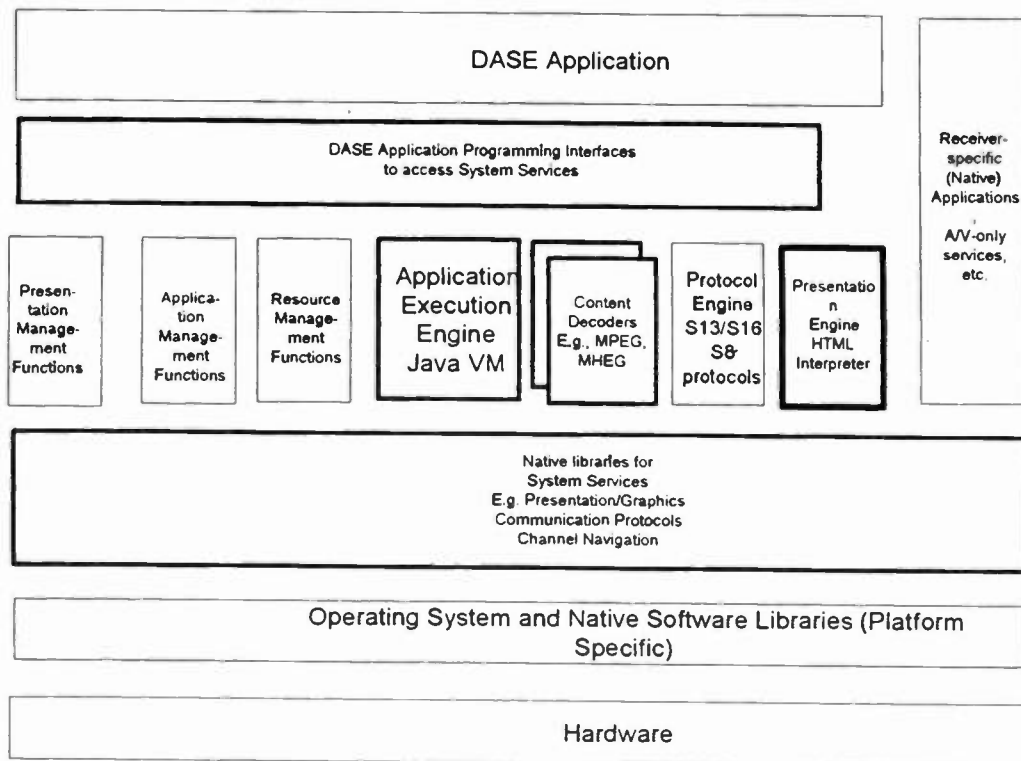 DASE Application
DASE Application Programming Interfaces
to access System Services
Receiver-
specific
(Native)
Applications
,
A/V-only
services,
etc.
Presen-
tation
Manage-
ment
Functions
Applica-
tion
Manage-
ment
Functions
Resource
Manage-
ment
Functions
Application
Execution
Engine
Java VM
Content
Decoders
E.g., MPEG,
MHEG
Protocol
Engine
S13/S16
S8
protocols
Presentatio
n
Engine
HTML
Interpreter
Native libraries for
System Services
E.g. Presentation/Graphics
Communication Protocols
Channel Navigation
Operating System and Native Software Libraries (Platform
Specific)
Hardware